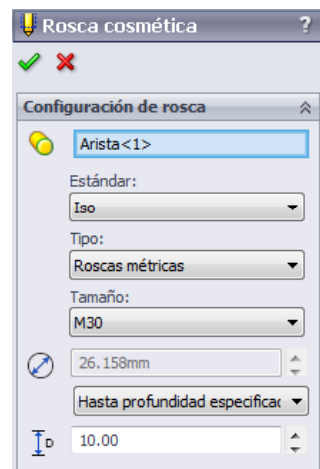 Rosca cosmética ?
Configuración de rosca
Arista<1>
Estándar:
Iso
Tipo:
Roscas métricas
Tamaño:
M30
26.158mm
Hasta profundidad especificac
D
10.00